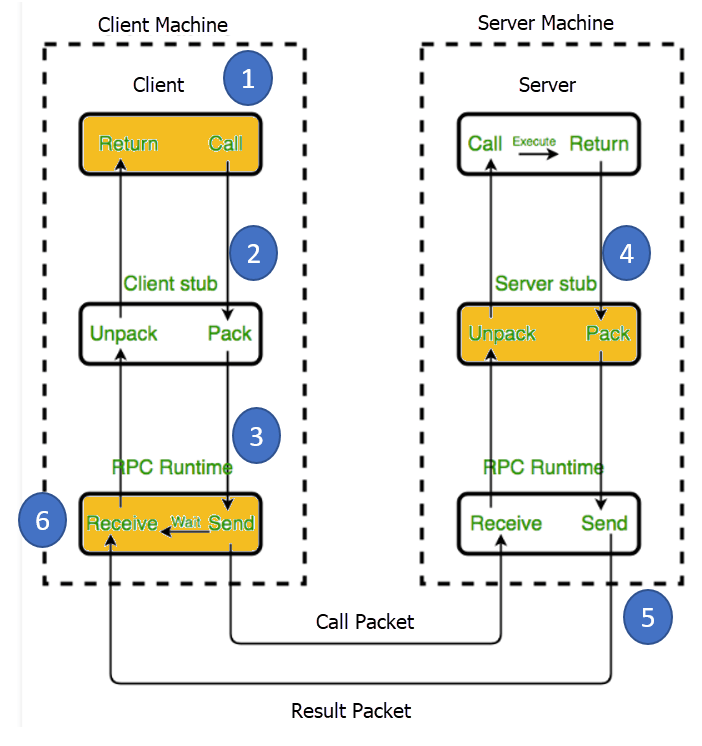 Client Machine
Server Machine
Client
1
Server
Return Call
Call Execute Return
2
4
Client stub
Server stub
Unpack Pack
Unpack Pack
3
RPC Runtime
RPC Runtime
6
Receive Wait Send
Receive Send
5
Call Packet
Result Packet